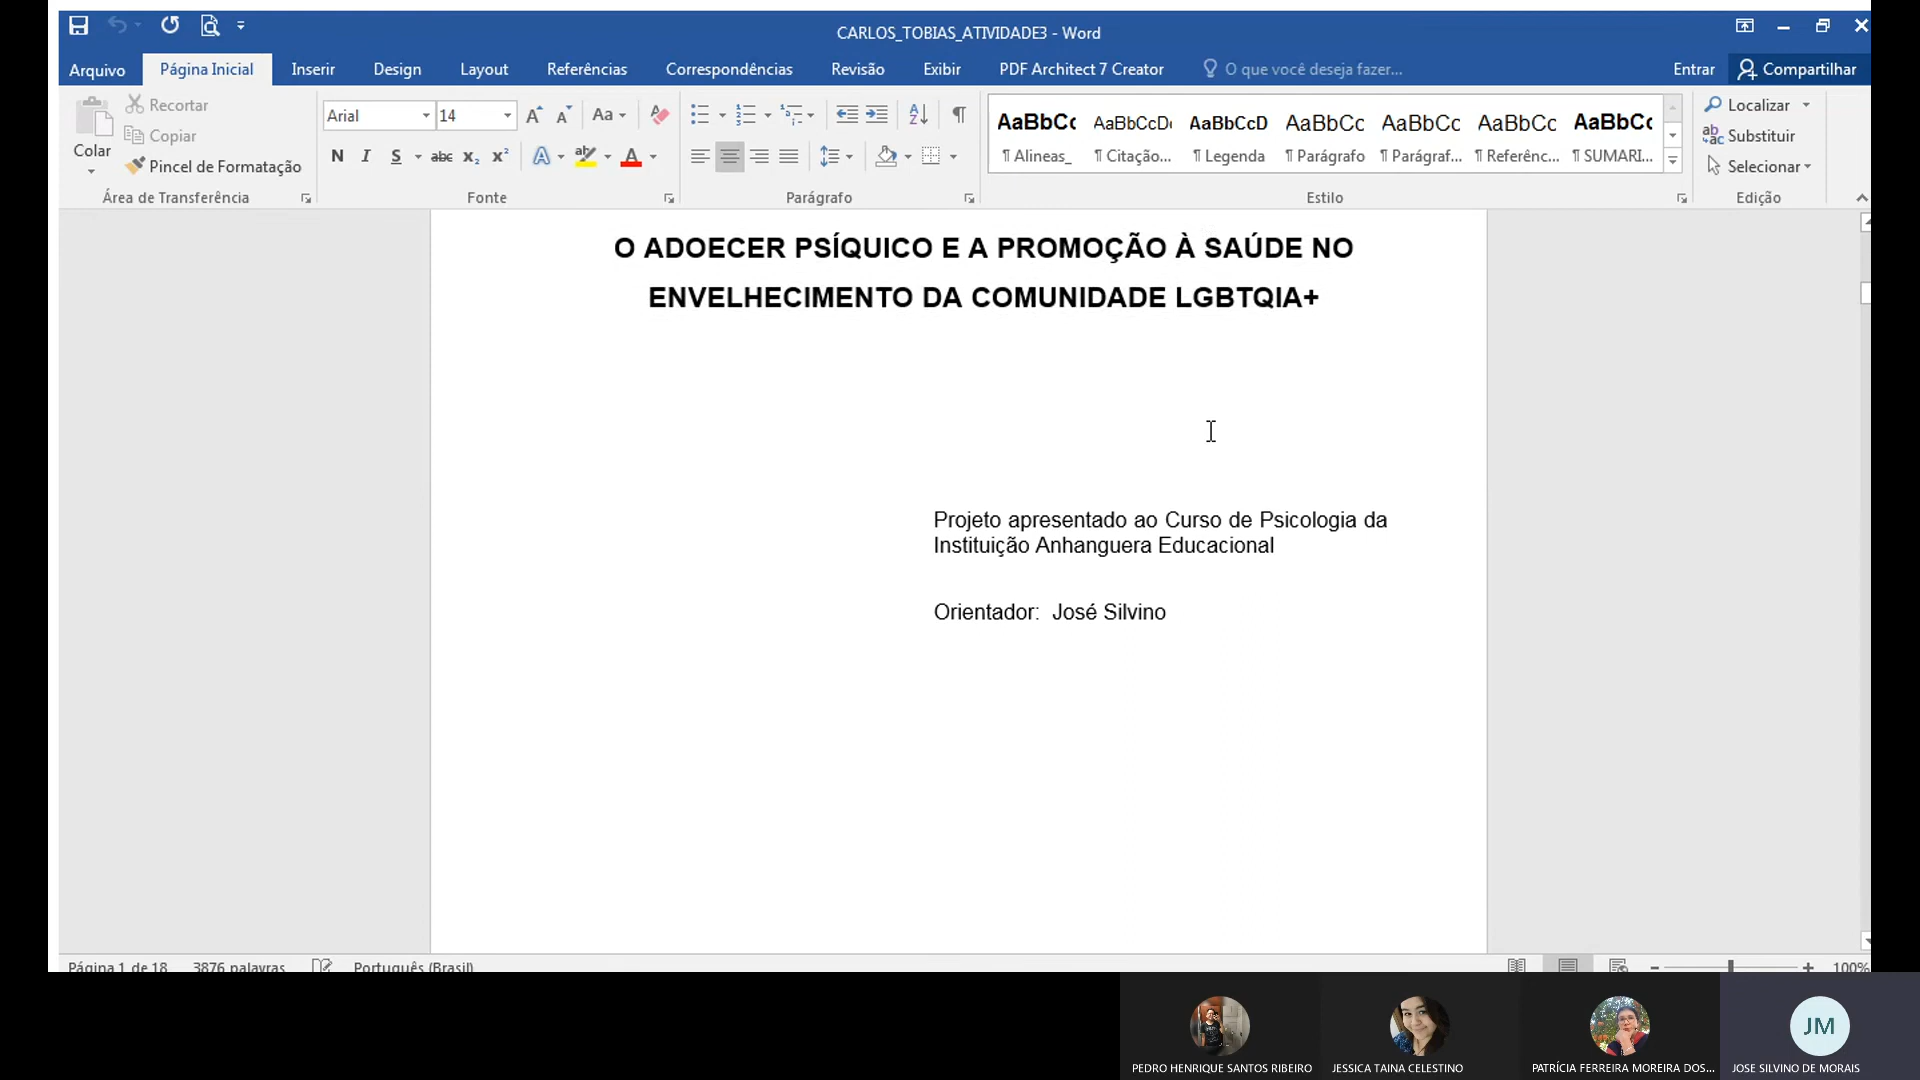 CARLOS_TOBIAS_ATIVIDADE3 - Word
Arquivo Página Inicial Inserir Design Layout Referências Correspondências Revisão Exibir PDF Architect 7 Creator O que você deseja fazer... Entrar Compartilhar
Colar
Recortar
Copiar
Pincel de Formatação
Área de Transferência
Arial 14 Aa
N I S abc x₂ x² A A
Fonte
Parágrafo
AaBbCc AaBbCcDc AaBbCcD AaBbCc AaBbCc AaBbCc AaBbCc
¶ Alineas_ ¶ Citação... ¶ Legenda ¶ Parágrafo ¶ Parágraf... ¶ Referênc... ¶ SUMARI...
Estilo
Localizar
Substituir
Selecionar
Edição
O ADOECER PSÍQUICO E A PROMOÇÃO À SAÚDE NO
ENVELHECIMENTO DA COMUNIDADE LGBTQIA+
Projeto apresentado ao Curso de Psicologia da
Instituição Anhanguera Educacional
Orientador: José Silvino
Página 1 de 18 3876 palavras Português (Brasil) 100%
JM
PEDRO HENRIQUE SANTOS RIBEIRO JESSICA TAINA CELESTINO PATRÍCIA FERREIRA MOREIRA DOS... JOSE SILVINO DE MORAIS